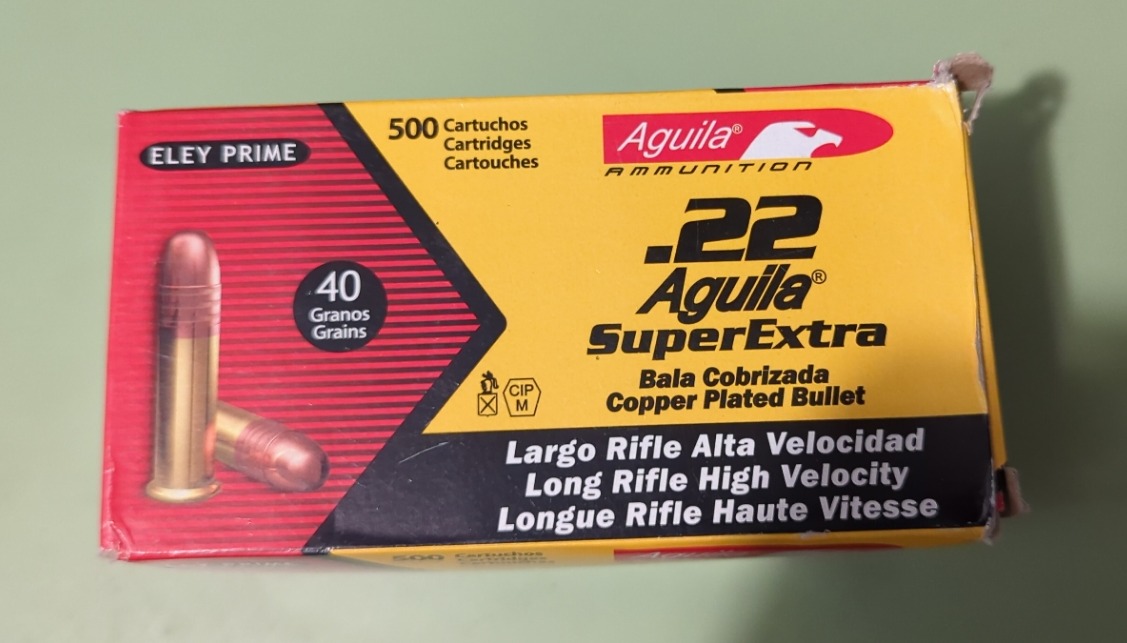 ELEY PRIME
500 Cartuchos
Cartridges
Cartouches
Aguila®
AMMUNITION
40
Granos
Grains
.22
Aguila®
SuperExtra
Bala Cobrizada
Copper Plated Bullet
CIP
M
Largo Rifle Alta Velocidad
Long Rifle High Velocity
Longue Rifle Haute Vitesse
500 Cartuchos
Cartridges